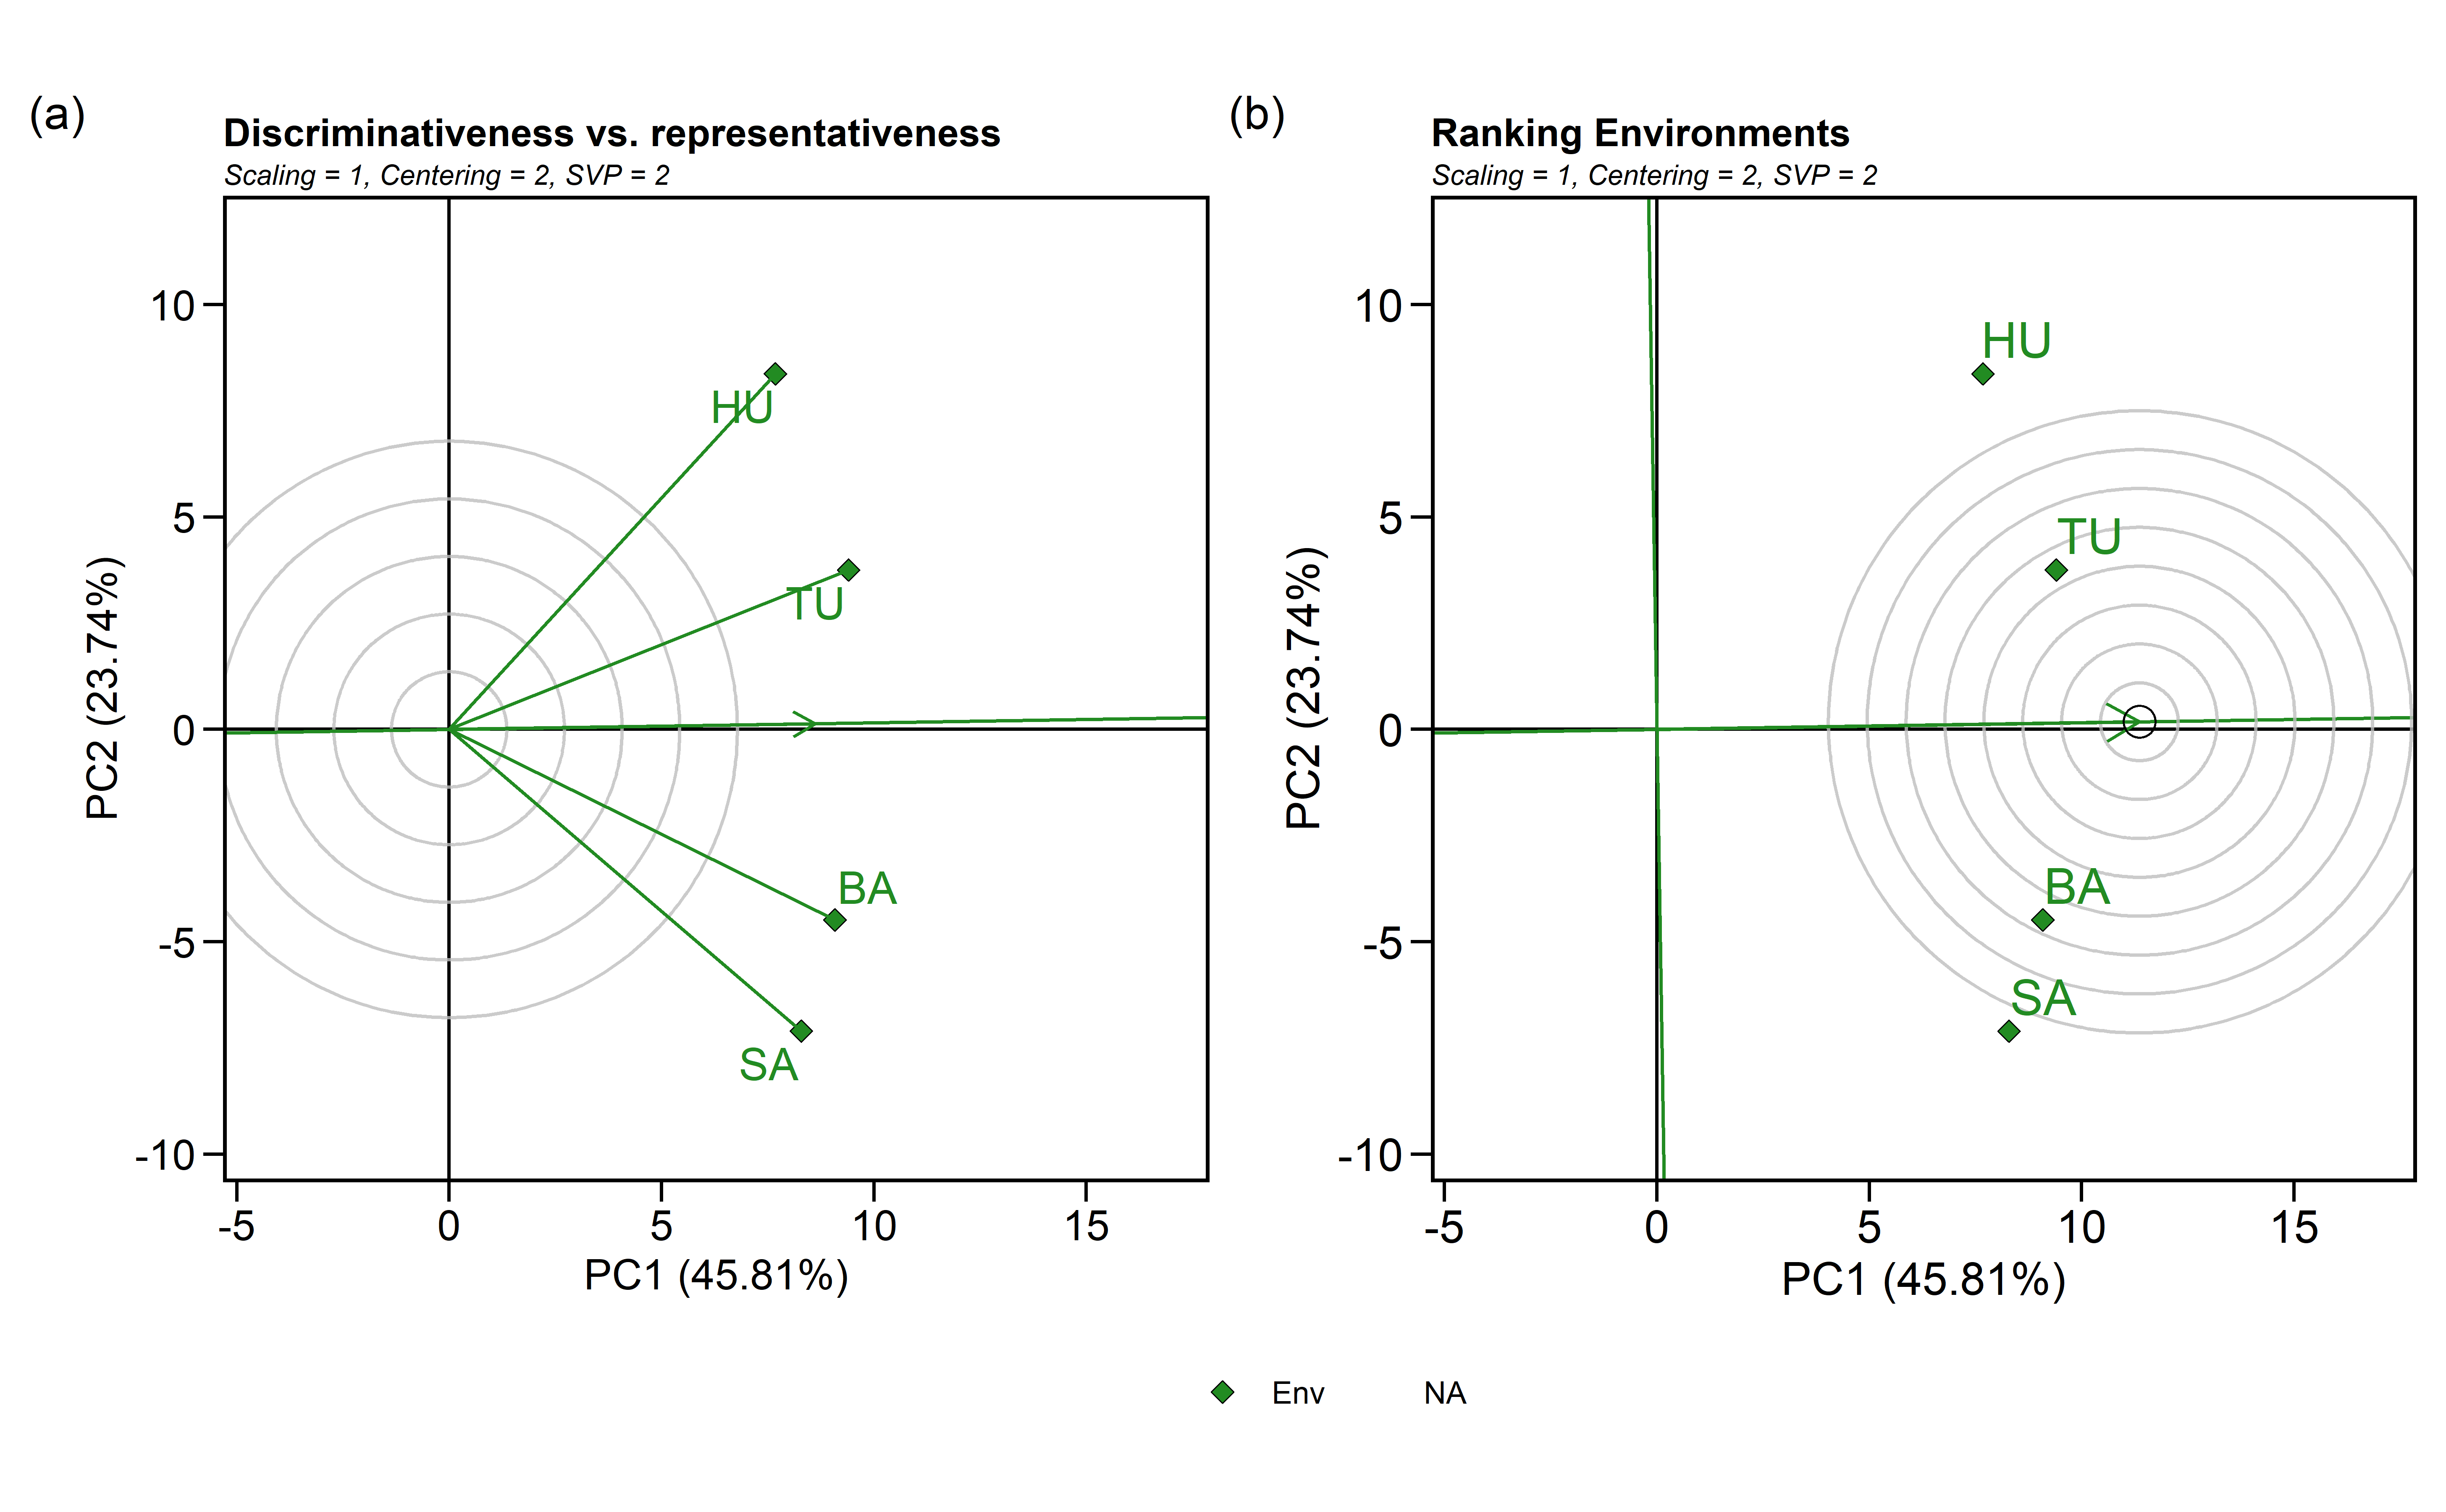 (a)
Discriminativeness vs. representativeness
Scaling = 1, Centering = 2, SVP = 2
10
5
0
-5
-10
PC2 (23.74%)
HU
TU
BA
SA
-5
0
5
10
15
PC1 (45.81%)
(b)
Ranking Environments
Scaling = 1, Centering = 2, SVP = 2
10
5
0
-5
-10
PC2 (23.74%)
HU
TU
BA
SA
-5
0
5
10
15
PC1 (45.81%)
Env NA